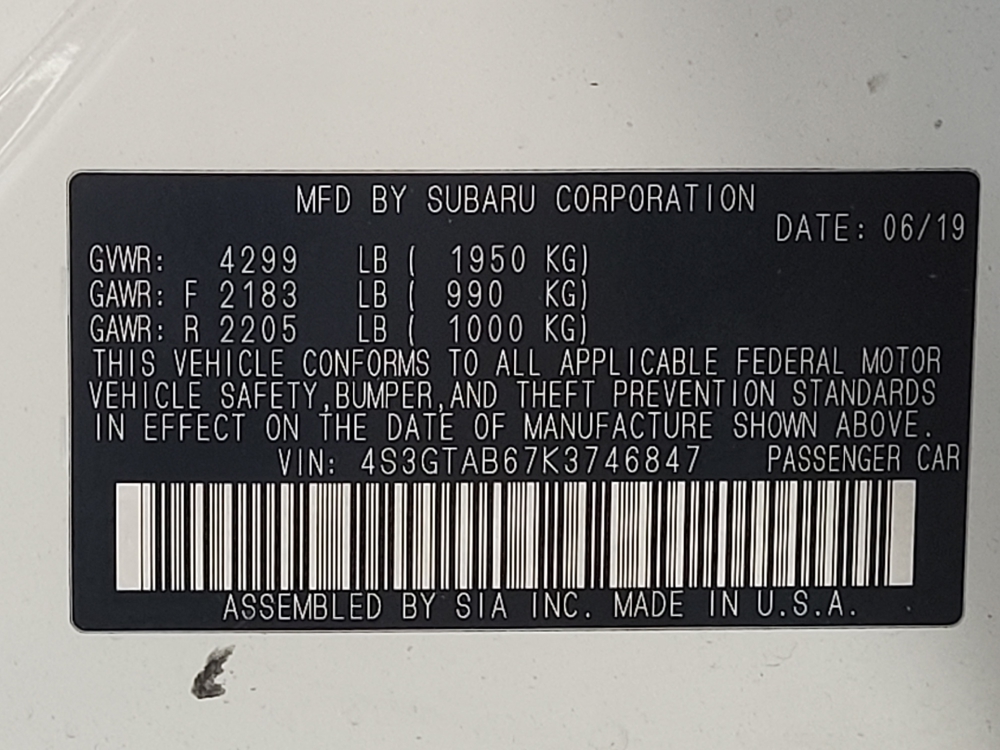 MFD BY SUBARU CORPORATION
DATE: 06/19
GVWR: 4299 LB ( 1950 KG)
GAWR: F 2183 LB ( 990 KG)
GAWR: R 2205 LB ( 1000 KG)
THIS VEHICLE CONFORMS TO ALL APPLICABLE FEDERAL MOTOR
VEHICLE SAFETY,BUMPER,AND THEFT PREVENTION STANDARDS
IN EFFECT ON THE DATE OF MANUFACTURE SHOWN ABOVE.
VIN: 4S3GTAB67K3746847 PASSENGER CAR
ASSEMBLED BY SIA INC. MADE IN U.S.A.